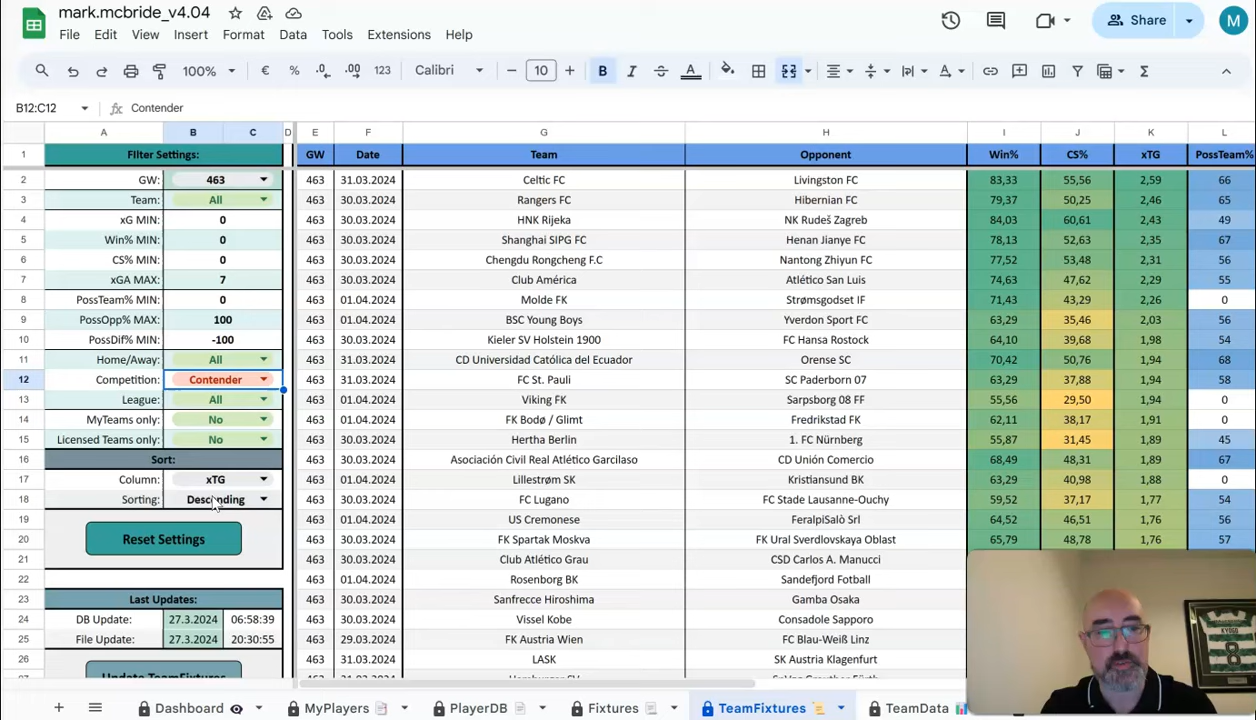 mark.mcbride_v4.04
File Edit View Insert Format Data Tools Extensions Help
Share M
100% € % .0 .00 123 Calibri 10 B I S A Σ
B12:C12 fx Contender
A B C D E F G H I J K L
1 Filter Settings: GW Date Team Opponent Win% CS% xTG PossTeam%
2 GW: 463 463 31.03.2024 Celtic FC Livingston FC 83,33 55,56 2,59 66
3 Team: All 463 30.03.2024 Rangers FC Hibernian FC 79,37 50,25 2,46 65
4 xG MIN: 0 463 30.03.2024 HNK Rijeka NK Rudeš Zagreb 84,03 60,61 2,43 49
5 Win% MIN: 0 463 30.03.2024 Shanghai SIPG FC Henan Jianye FC 78,13 52,63 2,35 67
6 CS% MIN: 0 463 30.03.2024 Chengdu Rongcheng F.C Nantong Zhiyun FC 77,52 53,48 2,31 56
7 xGA MAX: 7 463 30.03.2024 Club América Atlético San Luis 74,63 47,62 2,29 55
8 PossTeam% MIN: 0 463 01.04.2024 Molde FK Strømsgodset IF 71,43 43,29 2,26 0
9 PossOpp% MAX: 100 463 01.04.2024 BSC Young Boys Yverdon Sport FC 63,29 35,46 2,03 56
10 PossDif% MIN: -100 463 30.03.2024 Kieler SV Holstein 1900 FC Hansa Rostock 64,10 39,68 1,98 54
11 Home/Away: All 463 31.03.2024 CD Universidad Católica del Ecuador Orense SC 70,42 50,76 1,94 68
12 Competition: Contender 463 31.03.2024 FC St. Pauli SC Paderborn 07 63,29 37,88 1,94 58
13 League: All 463 01.04.2024 Viking FK Sarpsborg 08 FF 55,56 29,50 1,94 0
14 MyTeams only: No 463 01.04.2024 FK Bodø / Glimt Fredrikstad FK 62,11 38,17 1,91 0
15 Licensed Teams only: No 463 30.03.2024 Hertha Berlin 1. FC Nürnberg 55,87 31,45 1,89 45
16 Sort: 463 30.03.2024 Asociación Civil Real Atlético Garcilaso CD Unión Comercio 68,49 48,31 1,89 67
17 Column: xTG 463 01.04.2024 Lillestrøm SK Kristiansund BK 63,29 40,98 1,88 0
18 Sorting: Descending 463 30.03.2024 FC Lugano FC Stade Lausanne-Ouchy 59,52 37,17 1,77 54
19 463 01.04.2024 US Cremonese FeralpiSalò Srl 64,52 46,51 1,76 56
20 Reset Settings 463 30.03.2024 FK Spartak Moskva FK Ural Sverdlovskaya Oblast 65,79 48,78 1,76 57
21 463 01.04.2024 Club Atlético Grau CSD Carlos A. Manucci
22 463 01.04.2024 Rosenborg BK Sandefjord Fotball
23 Last Updates: 463 30.03.2024 Sanfrecce Hiroshima Gamba Osaka
24 DB Update: 27.3.2024 06:58:39 463 30.03.2024 Vissel Kobe Consadole Sapporo
25 File Update: 27.3.2024 20:30:55 463 29.03.2024 FK Austria Wien FC Blau-Weiß Linz
26 463 31.03.2024 LASK SK Austria Klagenfurt
Update TeamFixtures
Dashboard MyPlayers PlayerDB Fixtures TeamFixtures TeamData
KYOGO
8